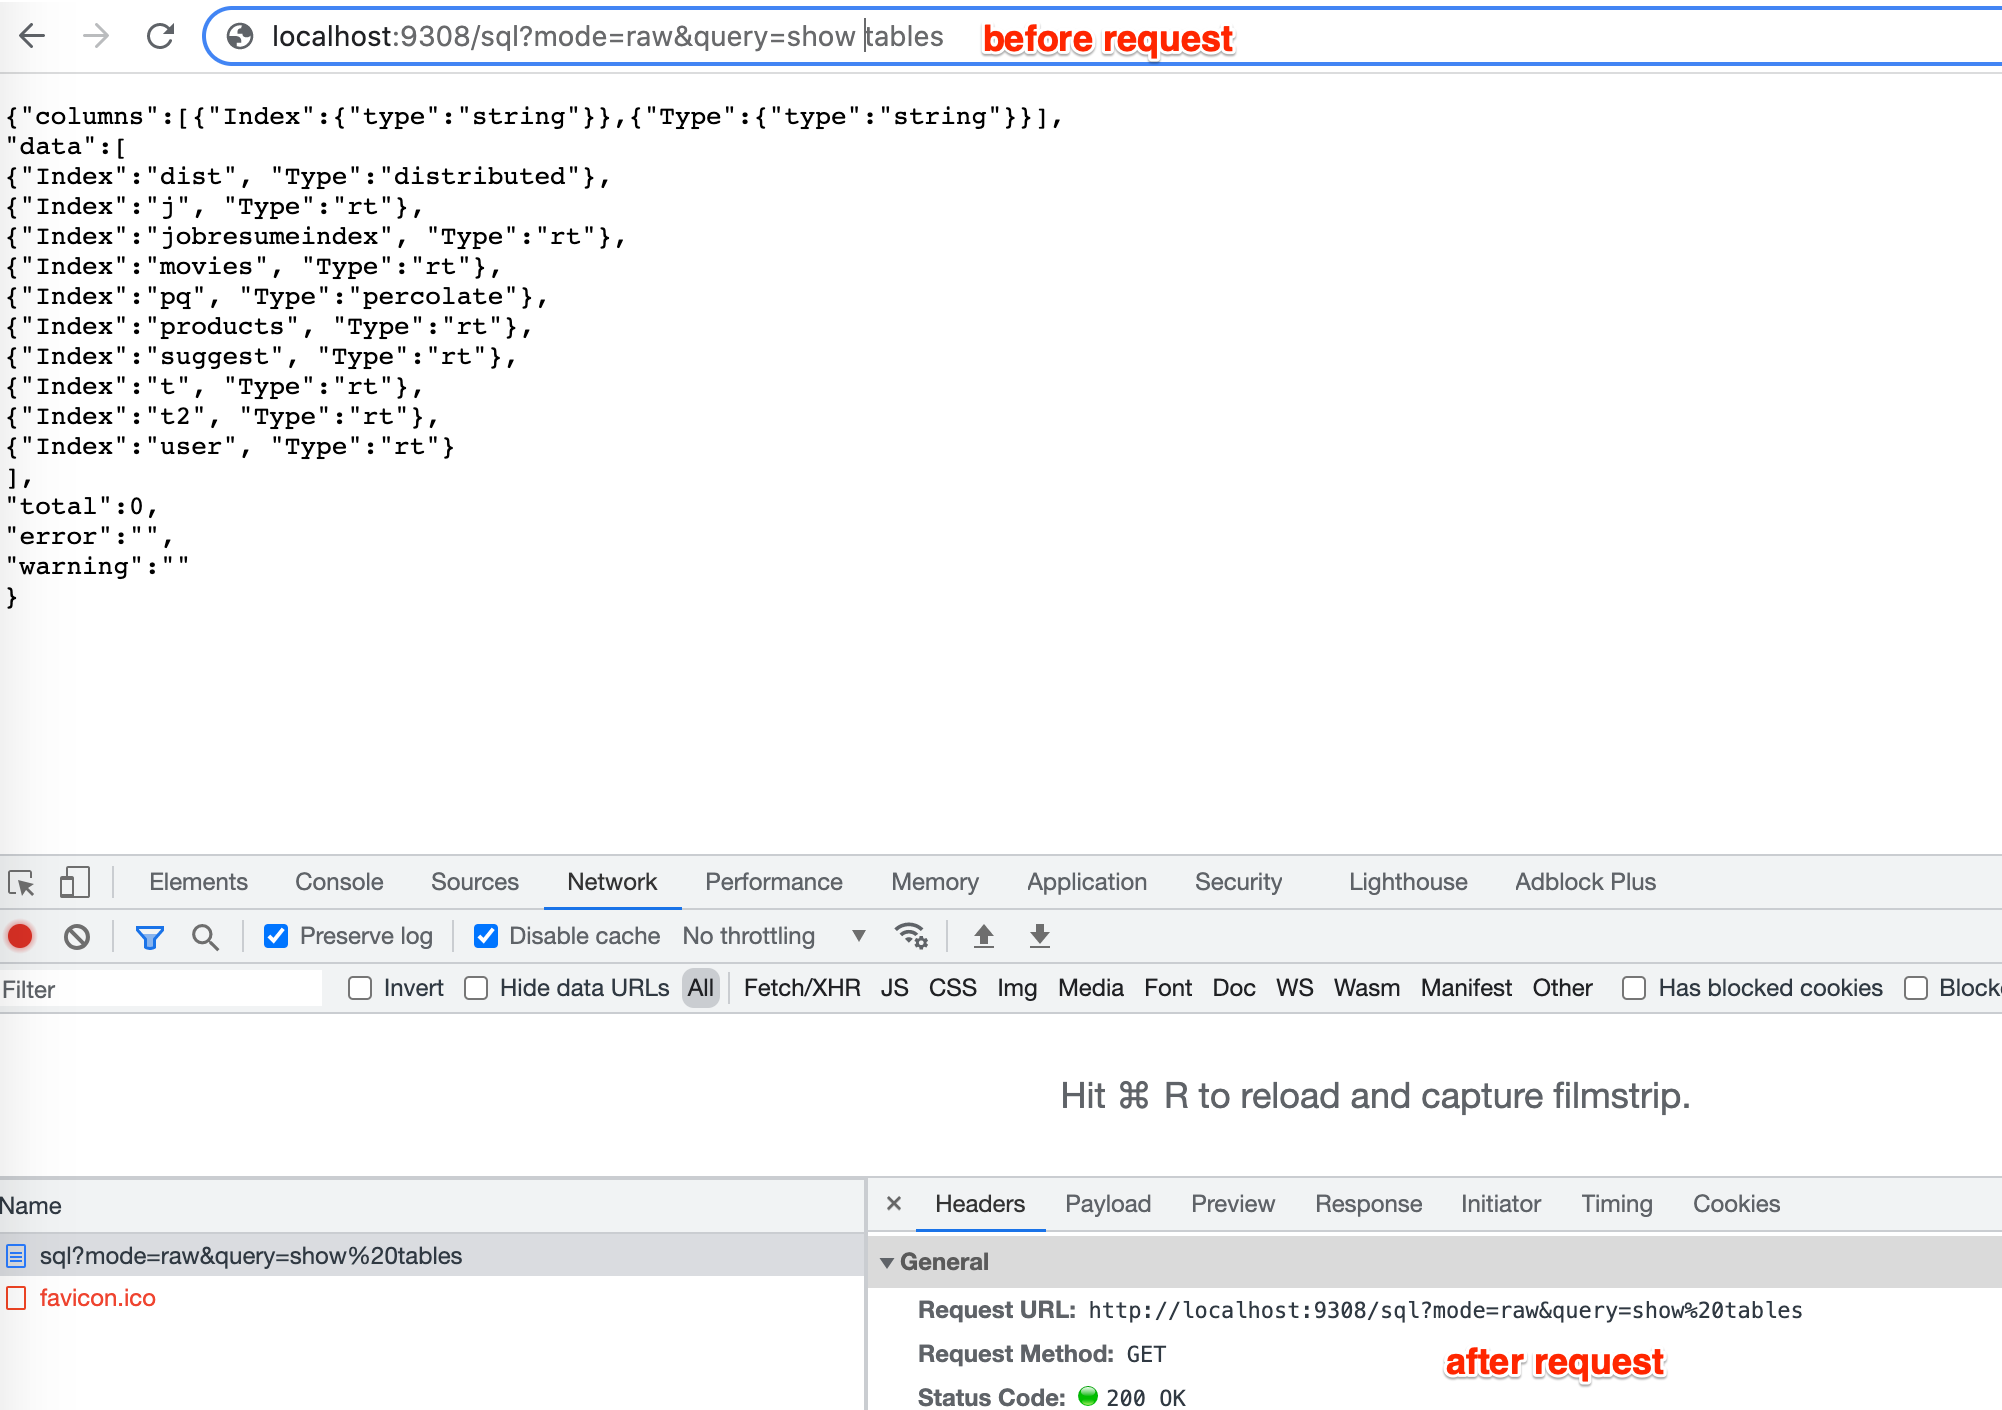 localhost:9308/sql?mode=raw&query=show tables before request
{"columns":[{"Index":{"type":"string"}},{"Type":{"type":"string"}}],
"data":[
{"Index":"dist", "Type":"distributed"},
{"Index":"j", "Type":"rt"},
{"Index":"jobresumeindex", "Type":"rt"},
{"Index":"movies", "Type":"rt"},
{"Index":"pq", "Type":"percolate"},
{"Index":"products", "Type":"rt"},
{"Index":"suggest", "Type":"rt"},
{"Index":"t", "Type":"rt"},
{"Index":"t2", "Type":"rt"},
{"Index":"user", "Type":"rt"}
],
"total":0,
"error":"",
"warning":""
}
Elements Console Sources Network Performance Memory Application Security Lighthouse Adblock Plus
Preserve log Disable cache No throttling
Filter Invert Hide data URLs All Fetch/XHR JS CSS Img Media Font Doc WS Wasm Manifest Other Has blocked cookies Block
Hit ⌘ R to reload and capture filmstrip.
Name
sql?mode=raw&query=show%20tables
favicon.ico
× Headers Payload Preview Response Initiator Timing Cookies
General
Request URL: http://localhost:9308/sql?mode=raw&query=show%20tables
Request Method: GET
after request
Status Code: 200 OK